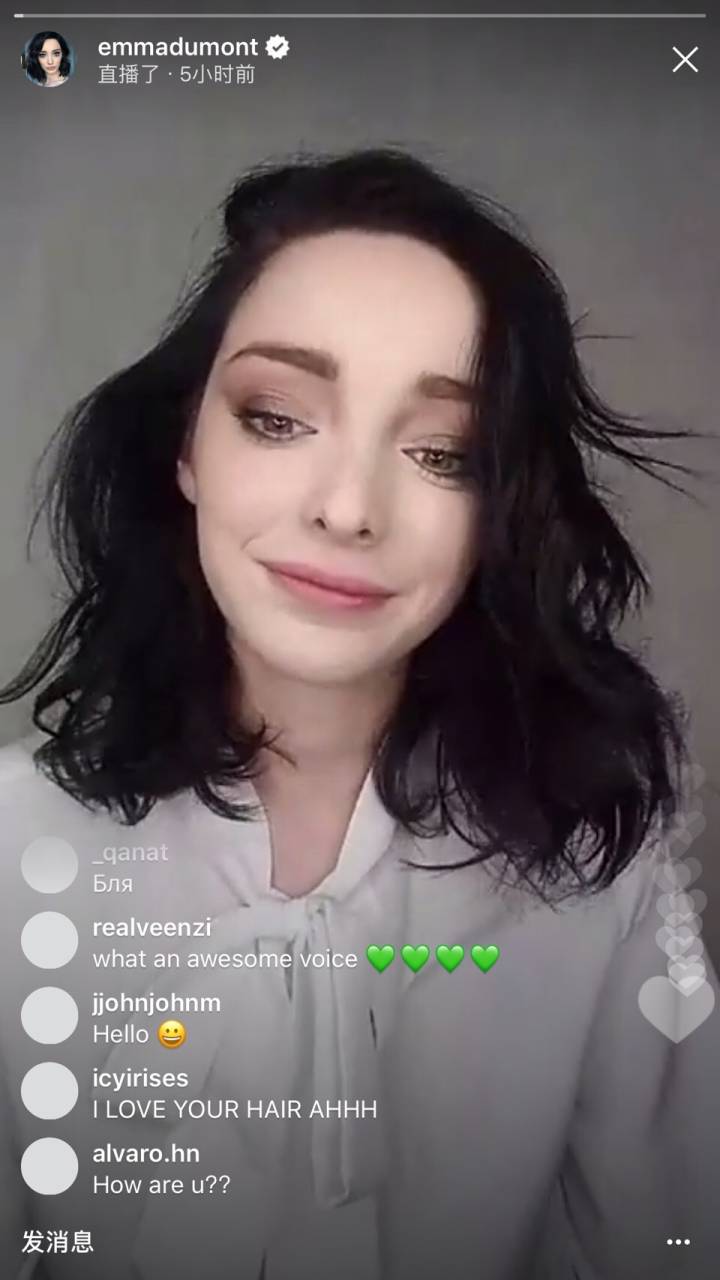 emmadumont
直播了 · 5小时前
_qanat
Бля
realveenzi
what an awesome voice 💚💚💚💚
jjohnjohnm
Hello 😀
icyirises
I LOVE YOUR HAIR AHHH
alvaro.hn
How are u??
发消息